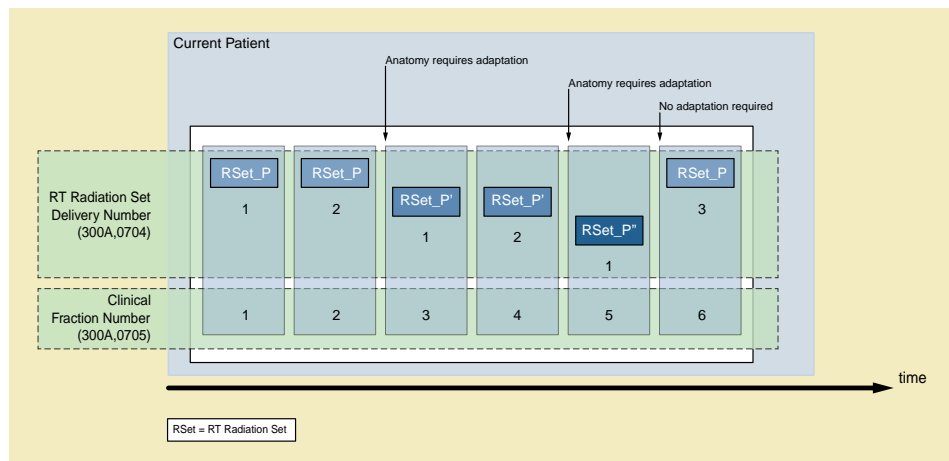 Current Patient
Anatomy requires adaptation
Anatomy requires adaptation
No adaptation required
RT Radiation Set
Delivery Number
(300A,0704)
RSet_P
1
RSet_P
2
RSet_P'
1
RSet_P'
2
RSet_P"
1
RSet_P
3
Clinical
Fraction Number
(300A,0705)
1
2
3
4
5
6
time
RSet = RT Radiation Set